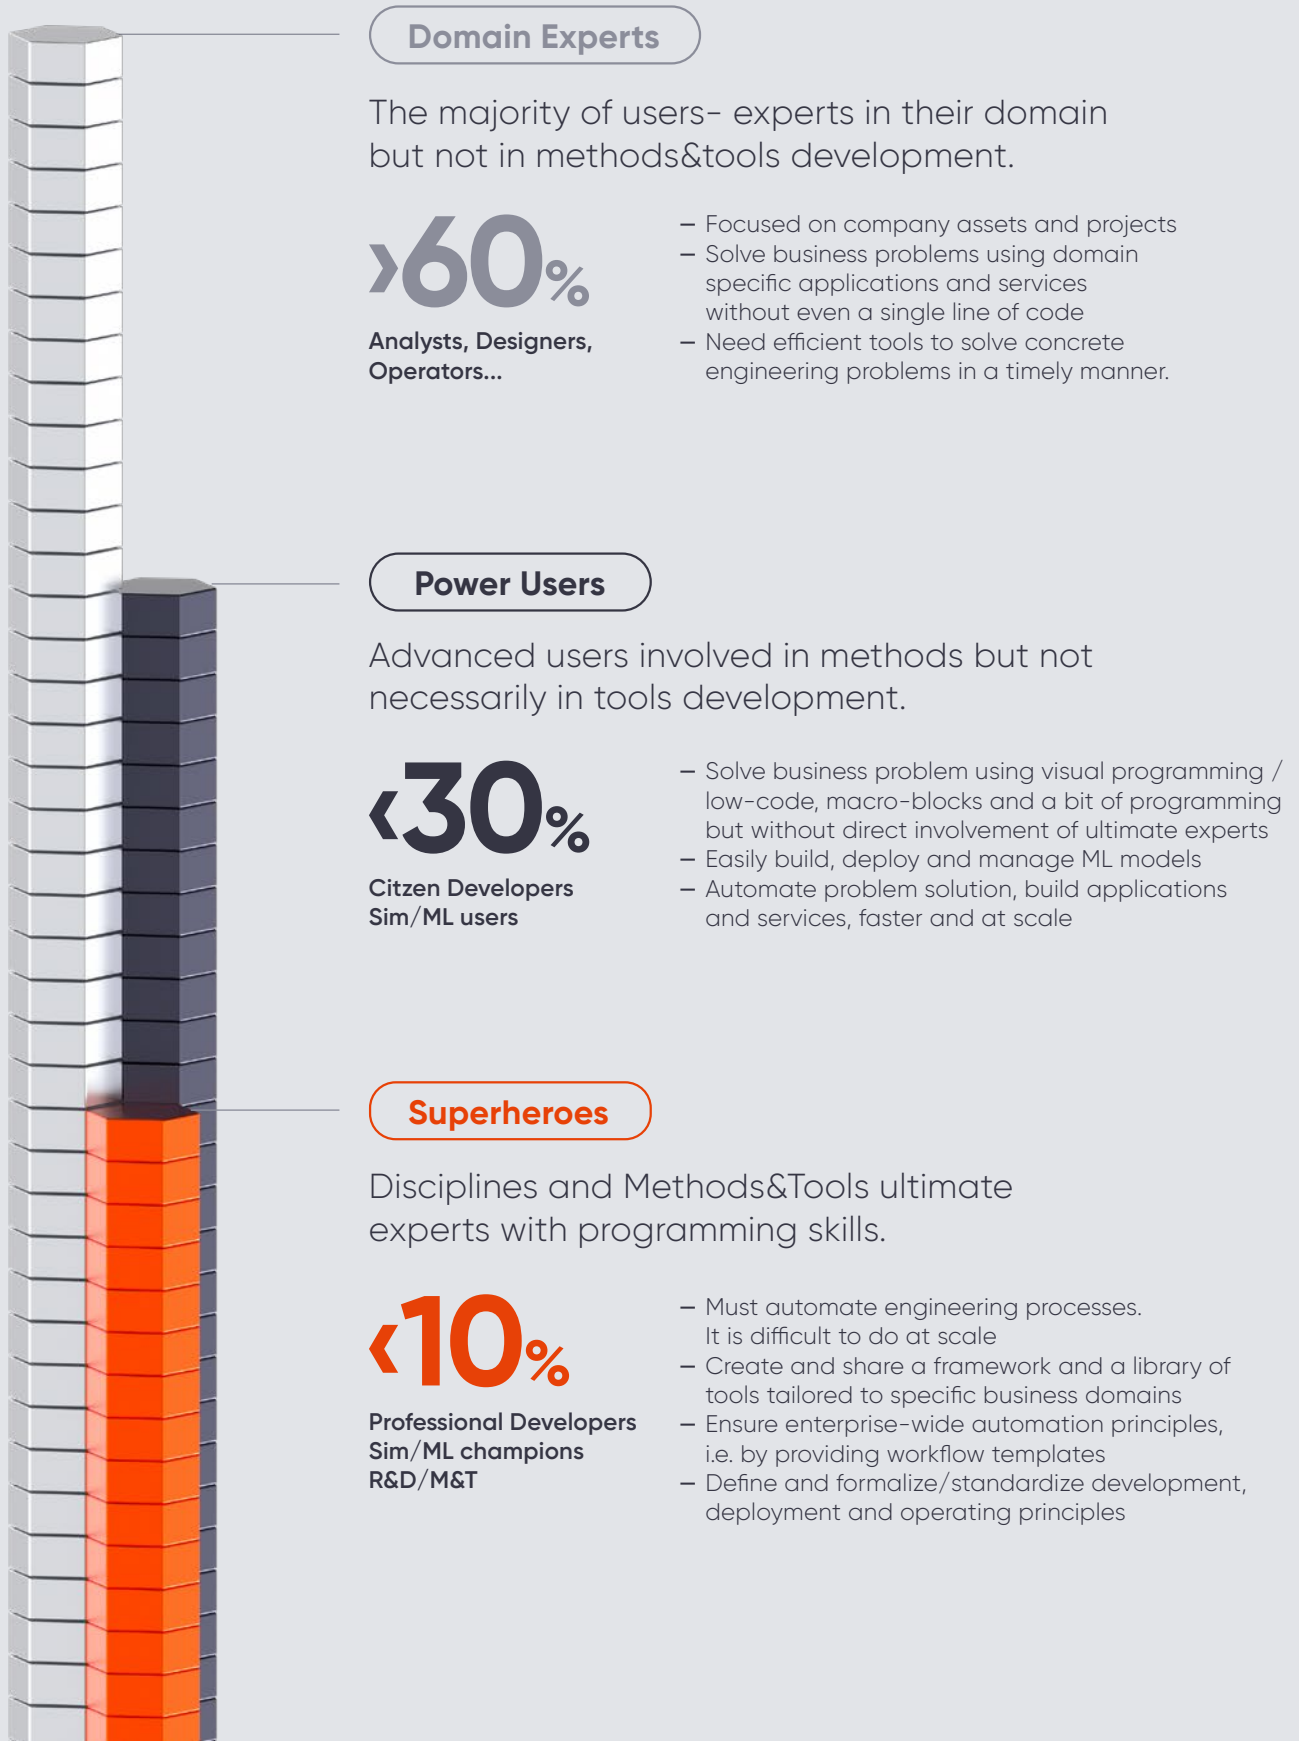 Domain Experts
The majority of users- experts in their domain
but not in methods&tools development.
›60%
Analysts, Designers,
Operators...
– Focused on company assets and projects
– Solve business problems using domain
specific applications and services
without even a single line of code
– Need efficient tools to solve concrete
engineering problems in a timely manner.
Power Users
Advanced users involved in methods but not
necessarily in tools development.
‹30%
Citzen Developers
Sim/ML users
– Solve business problem using visual programming /
low-code, macro-blocks and a bit of programming
but without direct involvement of ultimate experts
– Easily build, deploy and manage ML models
– Automate problem solution, build applications
and services, faster and at scale
Superheroes
Disciplines and Methods&Tools ultimate
experts with programming skills.
‹10%
Professional Developers
Sim/ML champions
R&D/M&T
– Must automate engineering processes.
It is difficult to do at scale
– Create and share a framework and a library of
tools tailored to specific business domains
– Ensure enterprise-wide automation principles,
i.e. by providing workflow templates
– Define and formalize/standardize development,
deployment and operating principles